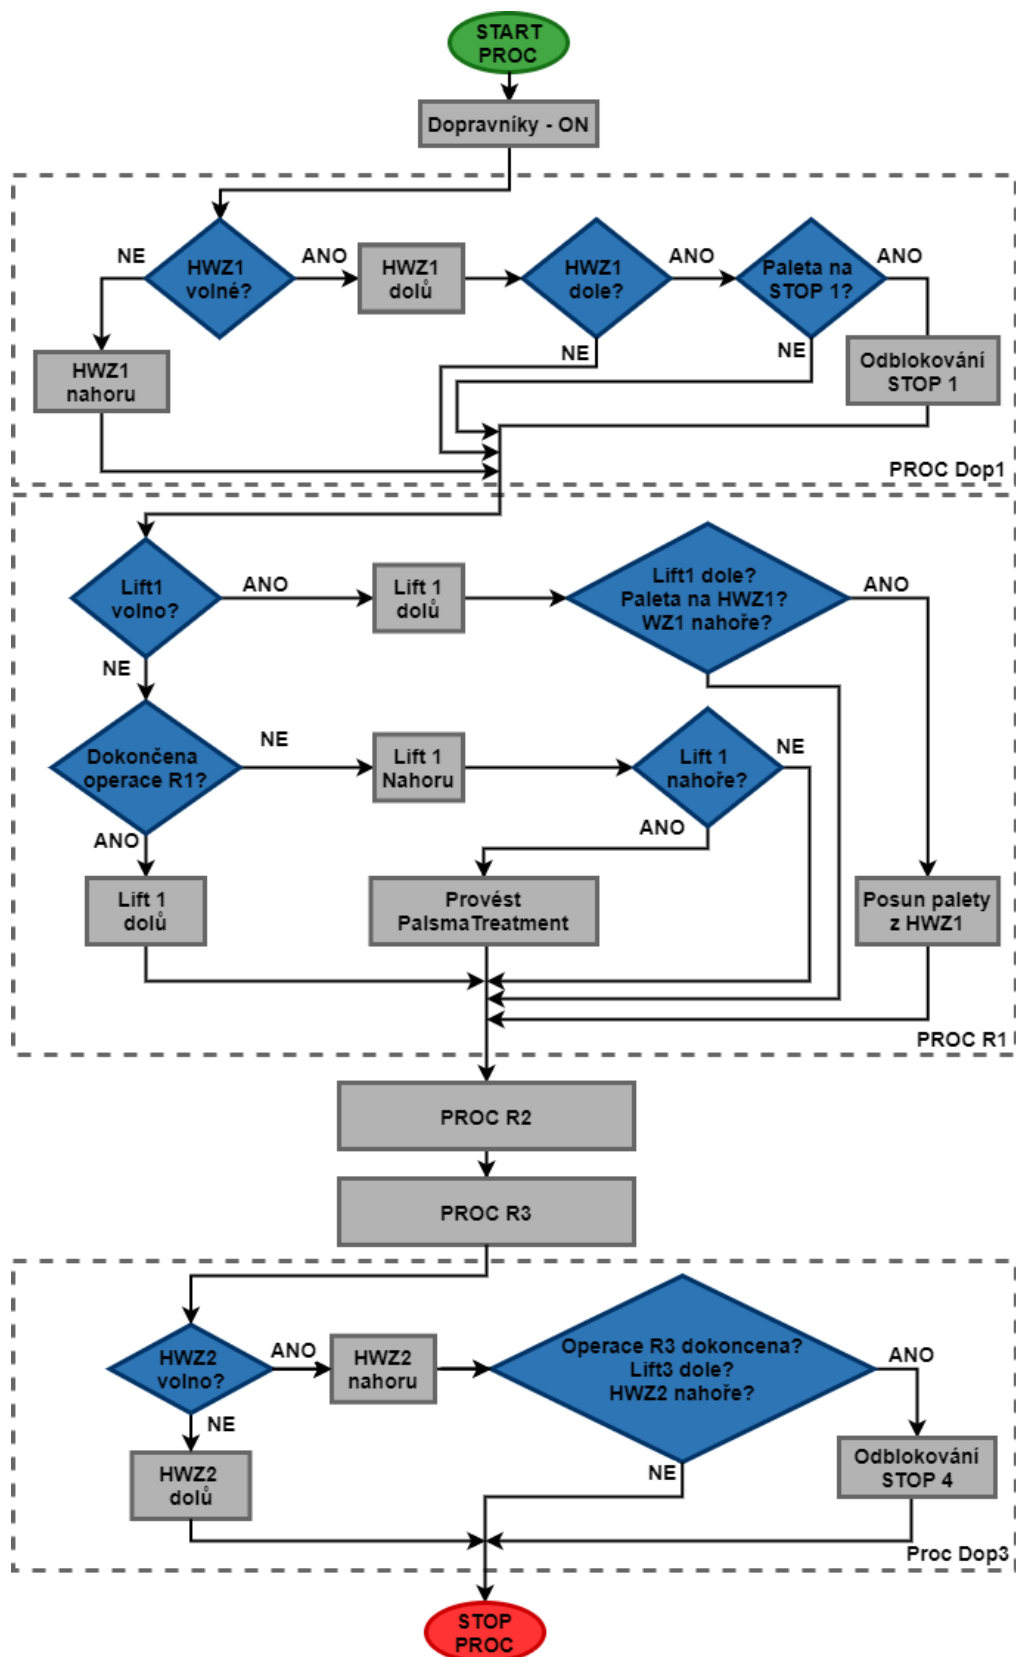 START
PROC
Dopravníky - ON
HWZ1
volné?
NE
ANO
HWZ1
dolů
HWZ1
dole?
ANO
Paleta na
STOP 1?
ANO
NE
NE
HWZ1
nahoru
Odblokování
STOP 1
PROC Dop1
Lift1
volno?
ANO
Lift 1
dolů
Lift1 dole?
Paleta na HWZ1?
WZ1 nahoře?
ANO
NE
Dokončena
operace R1?
NE
Lift 1
Nahoru
Lift 1
nahoře?
NE
ANO
ANO
Lift 1
dolů
Provést
PalsmaTreatment
Posun palety
z HWZ1
PROC R1
PROC R2
PROC R3
HWZ2
volno?
ANO
HWZ2
nahoru
Operace R3 dokoncena?
Lift3 dole?
HWZ2 nahoře?
ANO
NE
HWZ2
dolů
NE
Odblokování
STOP 4
Proc Dop3
STOP
PROC